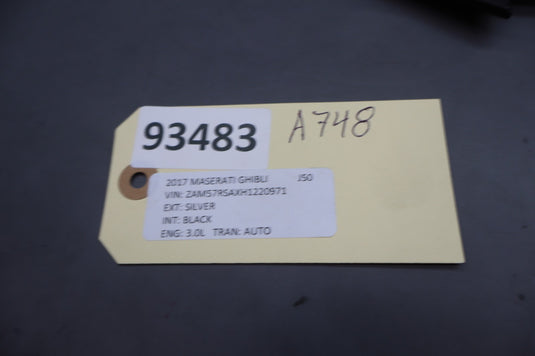 93483
A748
2017 MASERATI GHIBLI J50
VIN: ZAM57RSAXH1220971
EXT: SILVER
INT: BLACK
ENG: 3.0L TRAN: AUTO